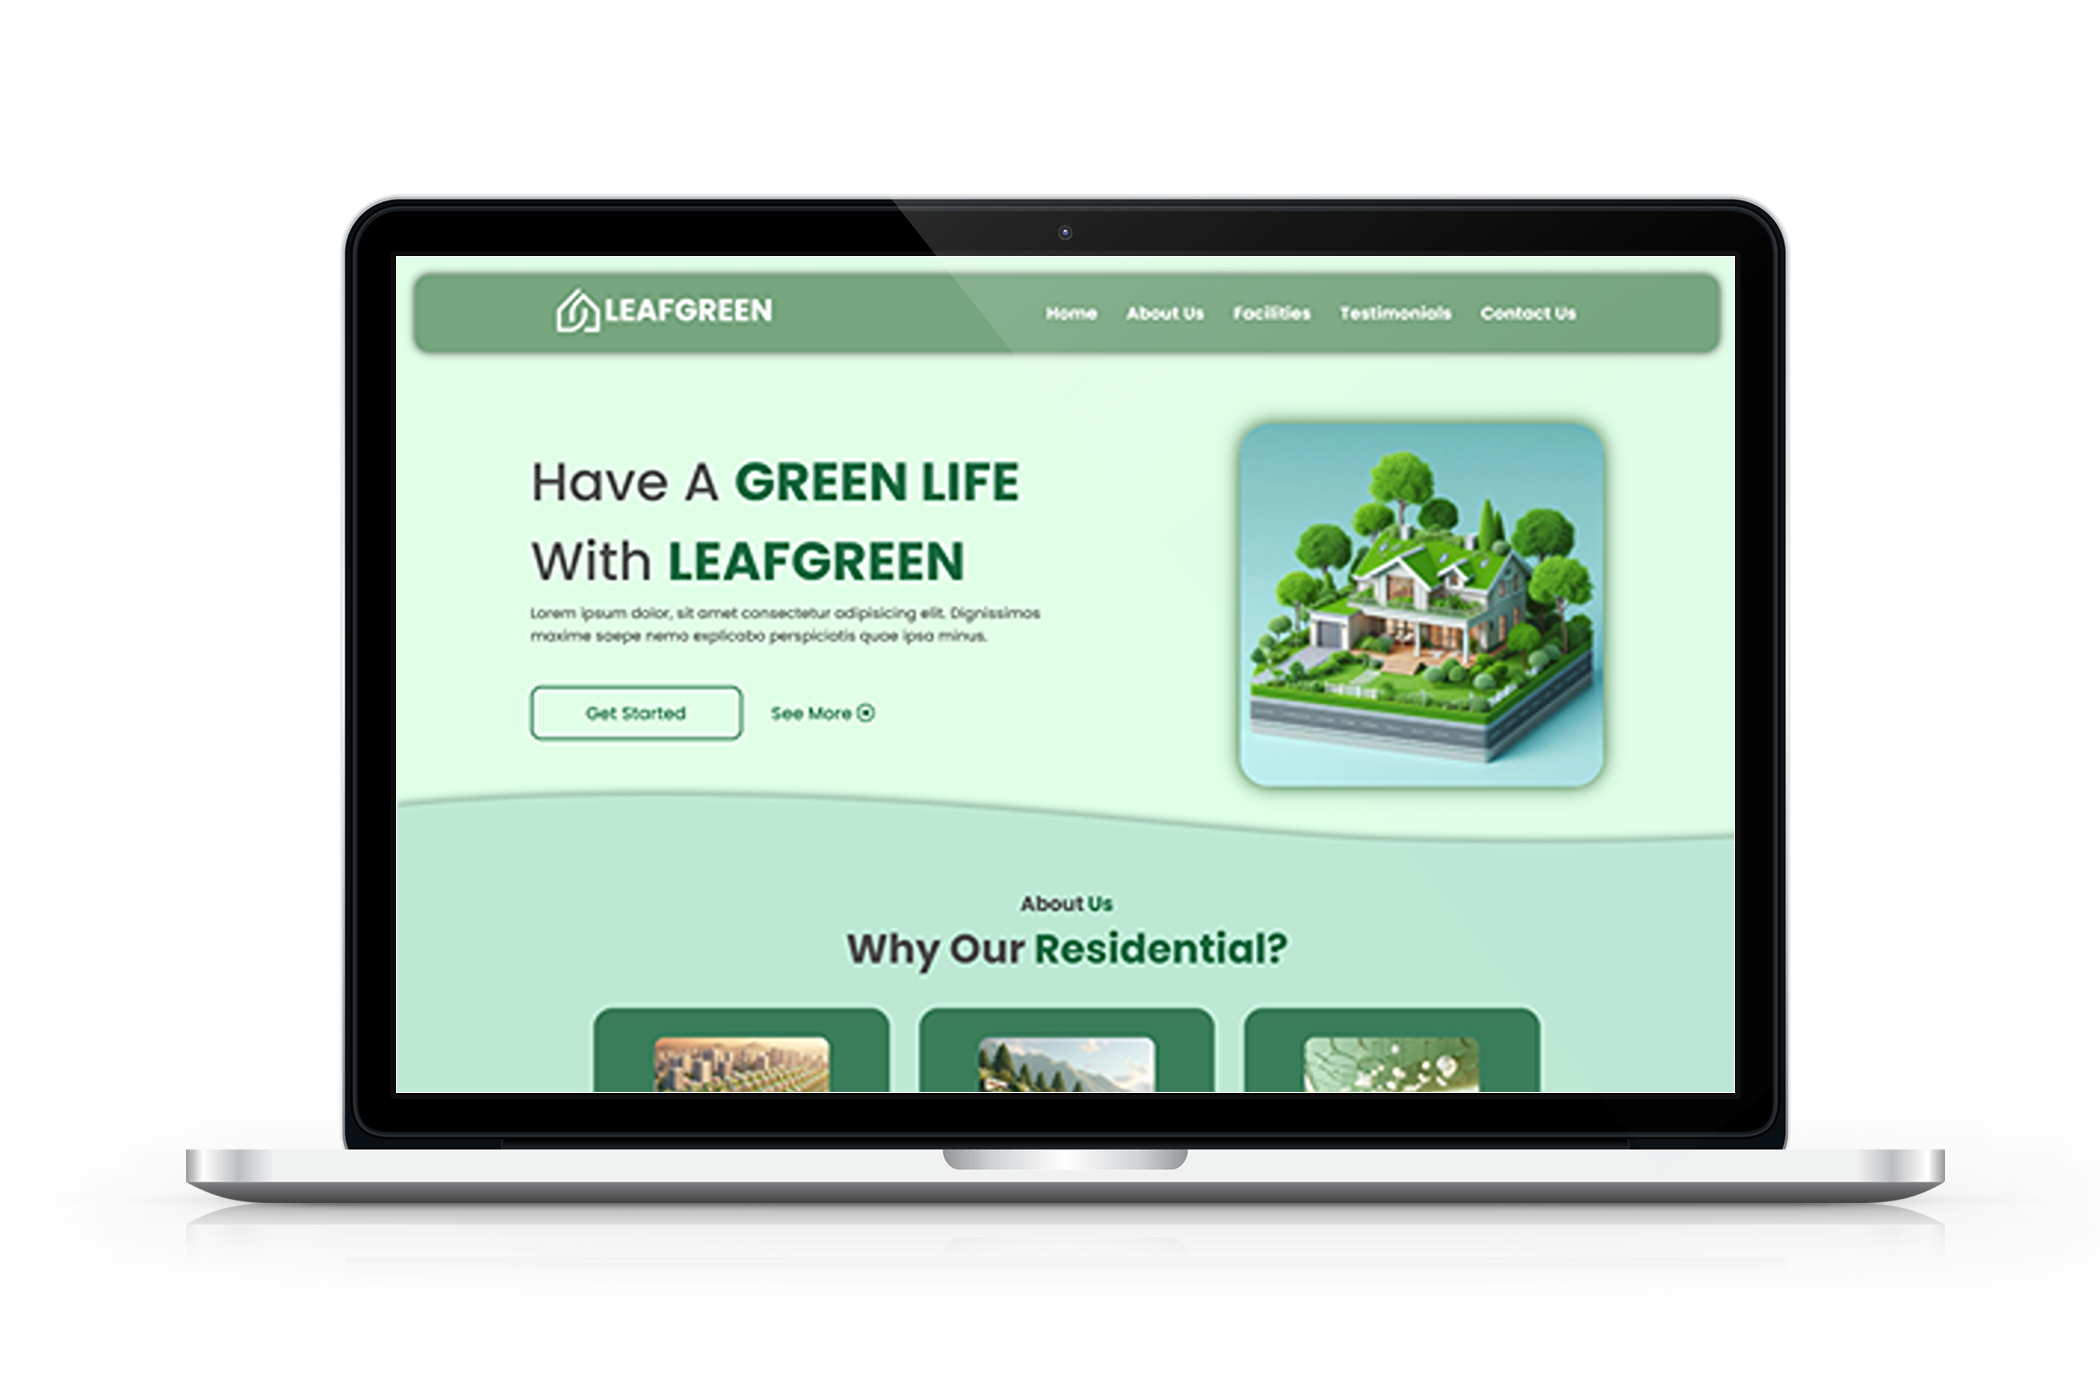 LEAFGREEN
Home About Us Facilities Testimonials Contact Us
Have A GREEN LIFE
With LEAFGREEN
Lorem ipsum dolor, sit amet consectetur adipisicing elit. Dignissimos
maxime saepe nemo explicabo perspiciatis quae ipsa minus.
Get Started
See More
About Us
Why Our Residential?